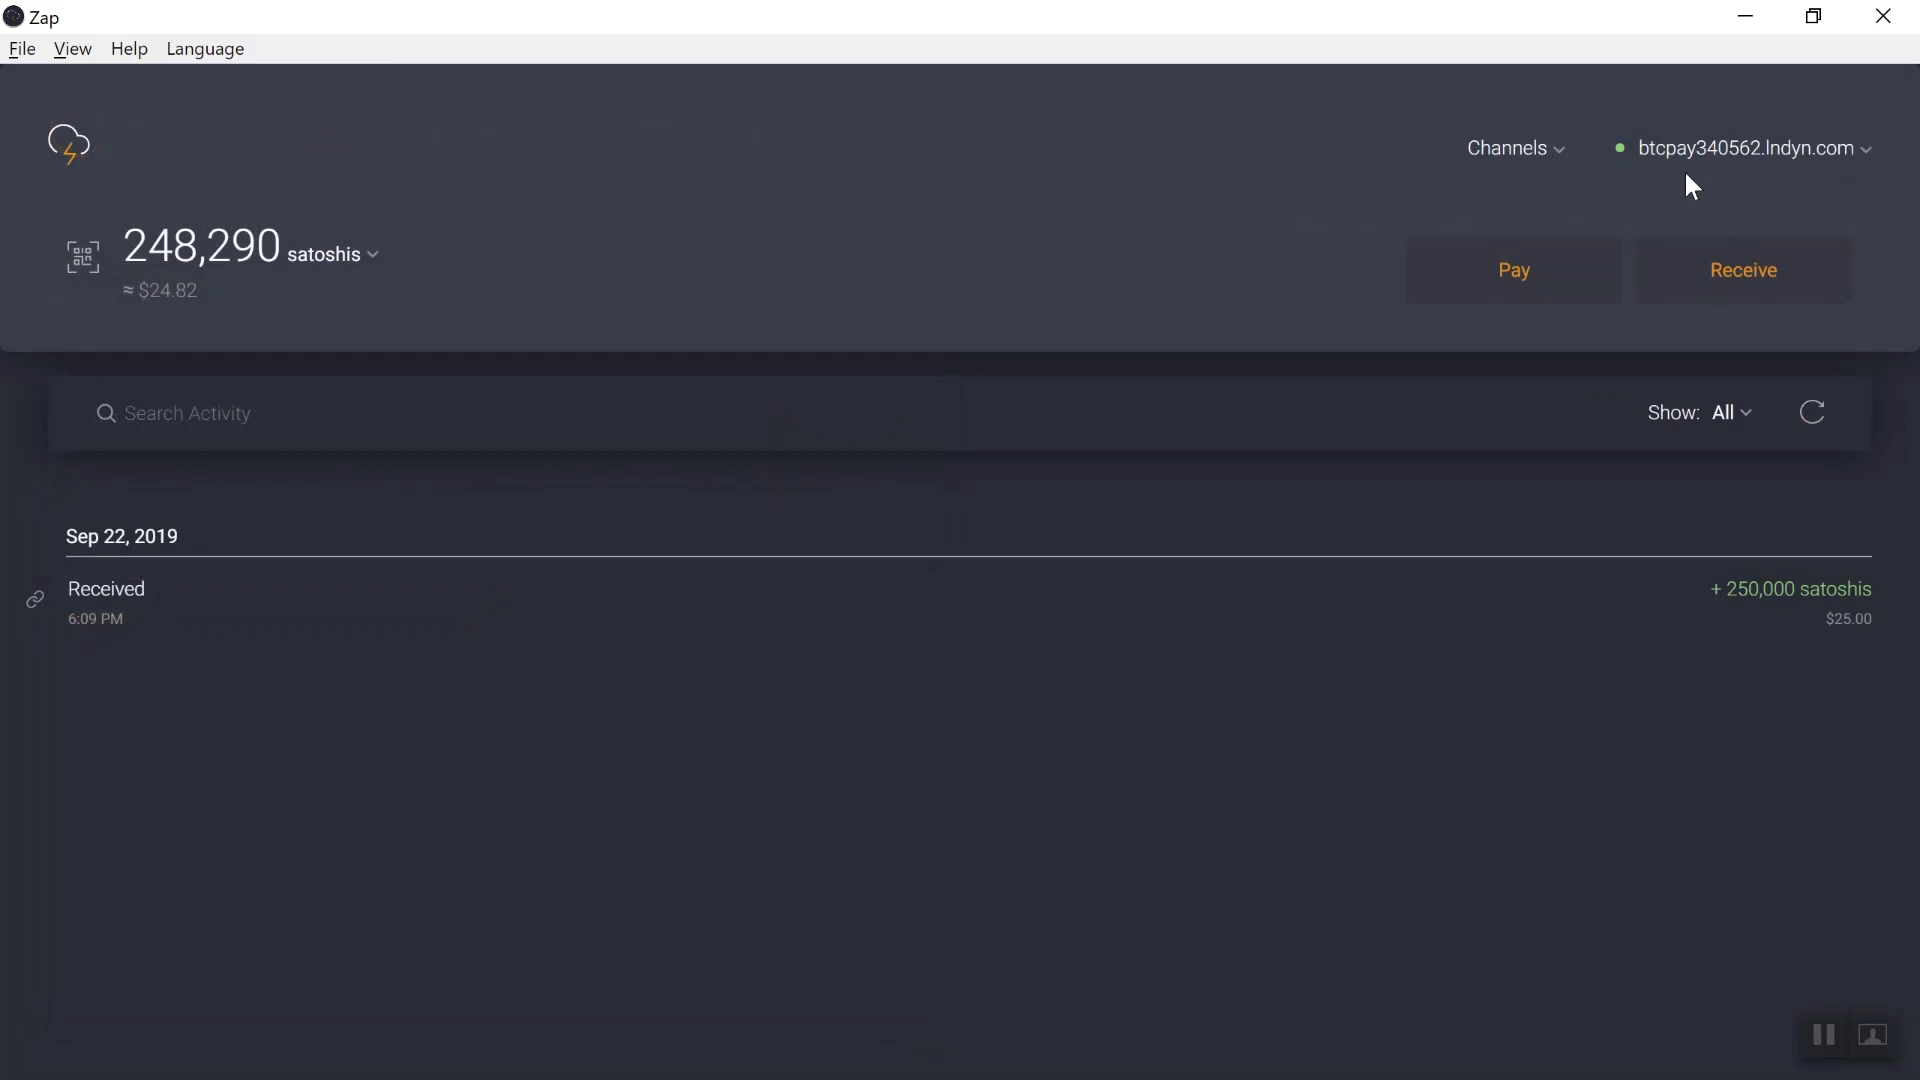 Zap
File View Help Language
Channels btcpay340562.lndyn.com
248,290 satoshis
≈ $24.82
Pay Receive
Search Activity Show: All
Sep 22, 2019
Received + 250,000 satoshis
6:09 PM $25.00